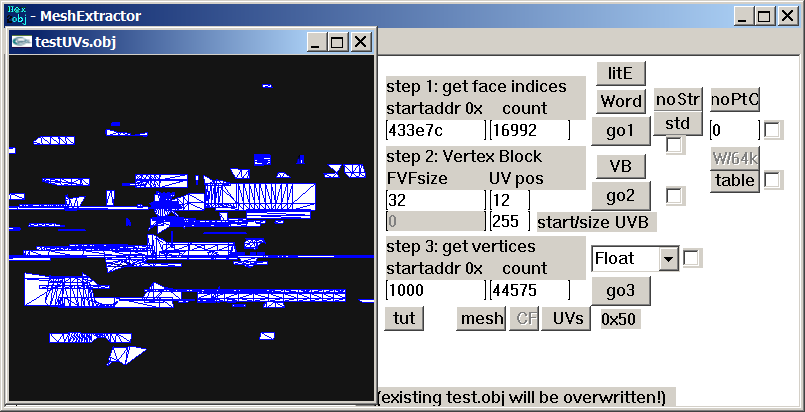 Hex
obj - MeshExtractor
testUVs.obj
litE
step 1: get face indices
startaddr 0x count
Word noStr noPtC
433e7c 16992 go1 std 0
step 2: Vertex Block
FVFsize UV pos
VB W/64k
table
32 12 go2
0 255 start/size UVB
step 3: get vertices
startaddr 0x count
Float
1000 44575 go3
tut mesh CF UVs 0x50
(existing test.obj will be overwritten!)